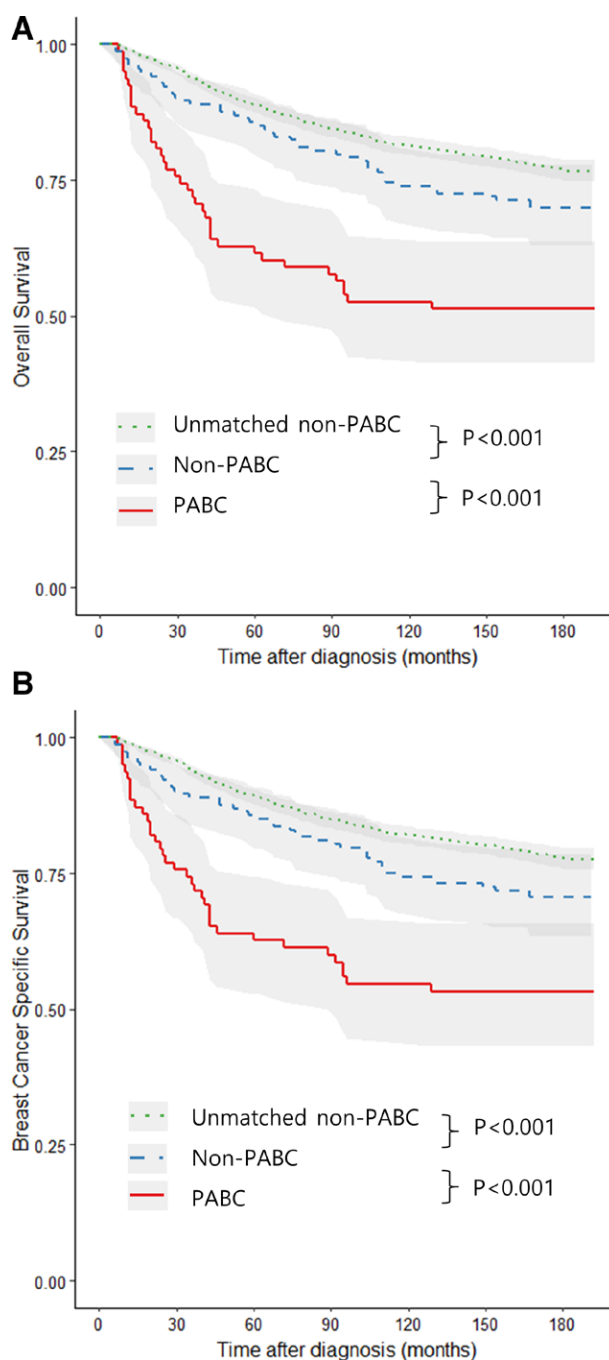 A
1.00
0.75
0.50
0.25
0.00
Overall Survival
Unmatched non-PABC
Non-PABC
PABC
P<0.001
P<0.001
0 30 60 90 120 150 180
Time after diagnosis (months)
B
1.00
0.75
0.50
0.25
0.00
Breast Cancer Specific Survival
Unmatched non-PABC
Non-PABC
PABC
P<0.001
P<0.001
0 30 60 90 120 150 180
Time after diagnosis (months)